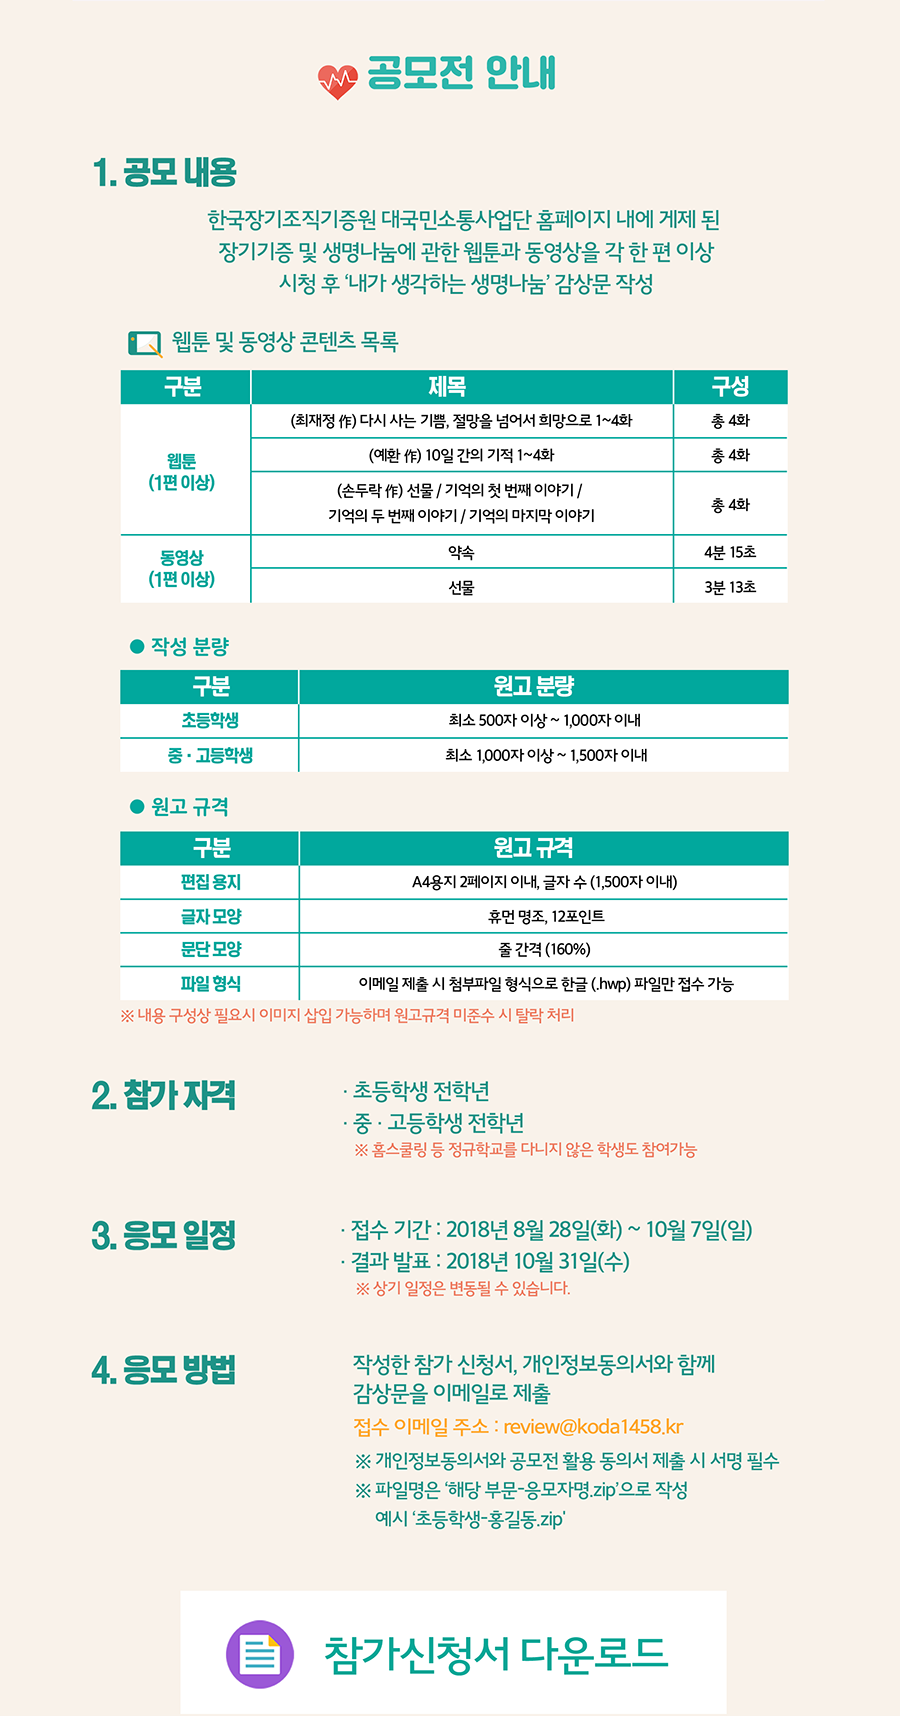 공모전 안내
1. 공모 내용
한국장기조직기증원 대국민소통사업단 홈페이지 내에 게제 된
장기기증 및 생명나눔에 관한 웹툰과 동영상을 각 한 편 이상
시청 후 ‘내가 생각하는 생명나눔’ 감상문 작성
웹툰 및 동영상 콘텐츠 목록
구분 제목 구성
웹툰
(1편 이상)
(최재정 作) 다시 사는 기쁨, 절망을 넘어서 희망으로 1~4화 총 4화
(예환 作) 10일 간의 기적 1~4화 총 4화
(손두락 作) 선물 / 기억의 첫 번째 이야기 /
기억의 두 번째 이야기 / 기억의 마지막 이야기
총 4화
동영상
(1편 이상)
약속 4분 15초
선물 3분 13초
● 작성 분량
구분 원고 분량
초등학생 최소 500자 이상 ~ 1,000자 이내
중 · 고등학생 최소 1,000자 이상 ~ 1,500자 이내
● 원고 규격
구분 원고 규격
편집 용지 A4용지 2페이지 이내, 글자 수 (1,500자 이내)
글자 모양 휴먼 명조, 12포인트
문단 모양 줄 간격 (160%)
파일 형식 이메일 제출 시 첨부파일 형식으로 한글 (.hwp) 파일만 접수 가능
※ 내용 구성상 필요시 이미지 삽입 가능하며 원고규격 미준수 시 탈락 처리
2. 참가 자격
· 초등학생 전학년
· 중 · 고등학생 전학년
※ 홈스쿨링 등 정규학교를 다니지 않은 학생도 참여가능
3. 응모 일정
· 접수 기간 : 2018년 8월 28일(화) ~ 10월 7일(일)
· 결과 발표 : 2018년 10월 31일(수)
※ 상기 일정은 변동될 수 있습니다.
4. 응모 방법
작성한 참가 신청서, 개인정보동의서와 함께
감상문을 이메일로 제출
접수 이메일 주소 : review@koda1458.kr
※ 개인정보동의서와 공모전 활용 동의서 제출 시 서명 필수
※ 파일명은 ‘해당 부문-응모자명.zip’으로 작성
예시 ‘초등학생-홍길동.zip'
참가신청서 다운로드